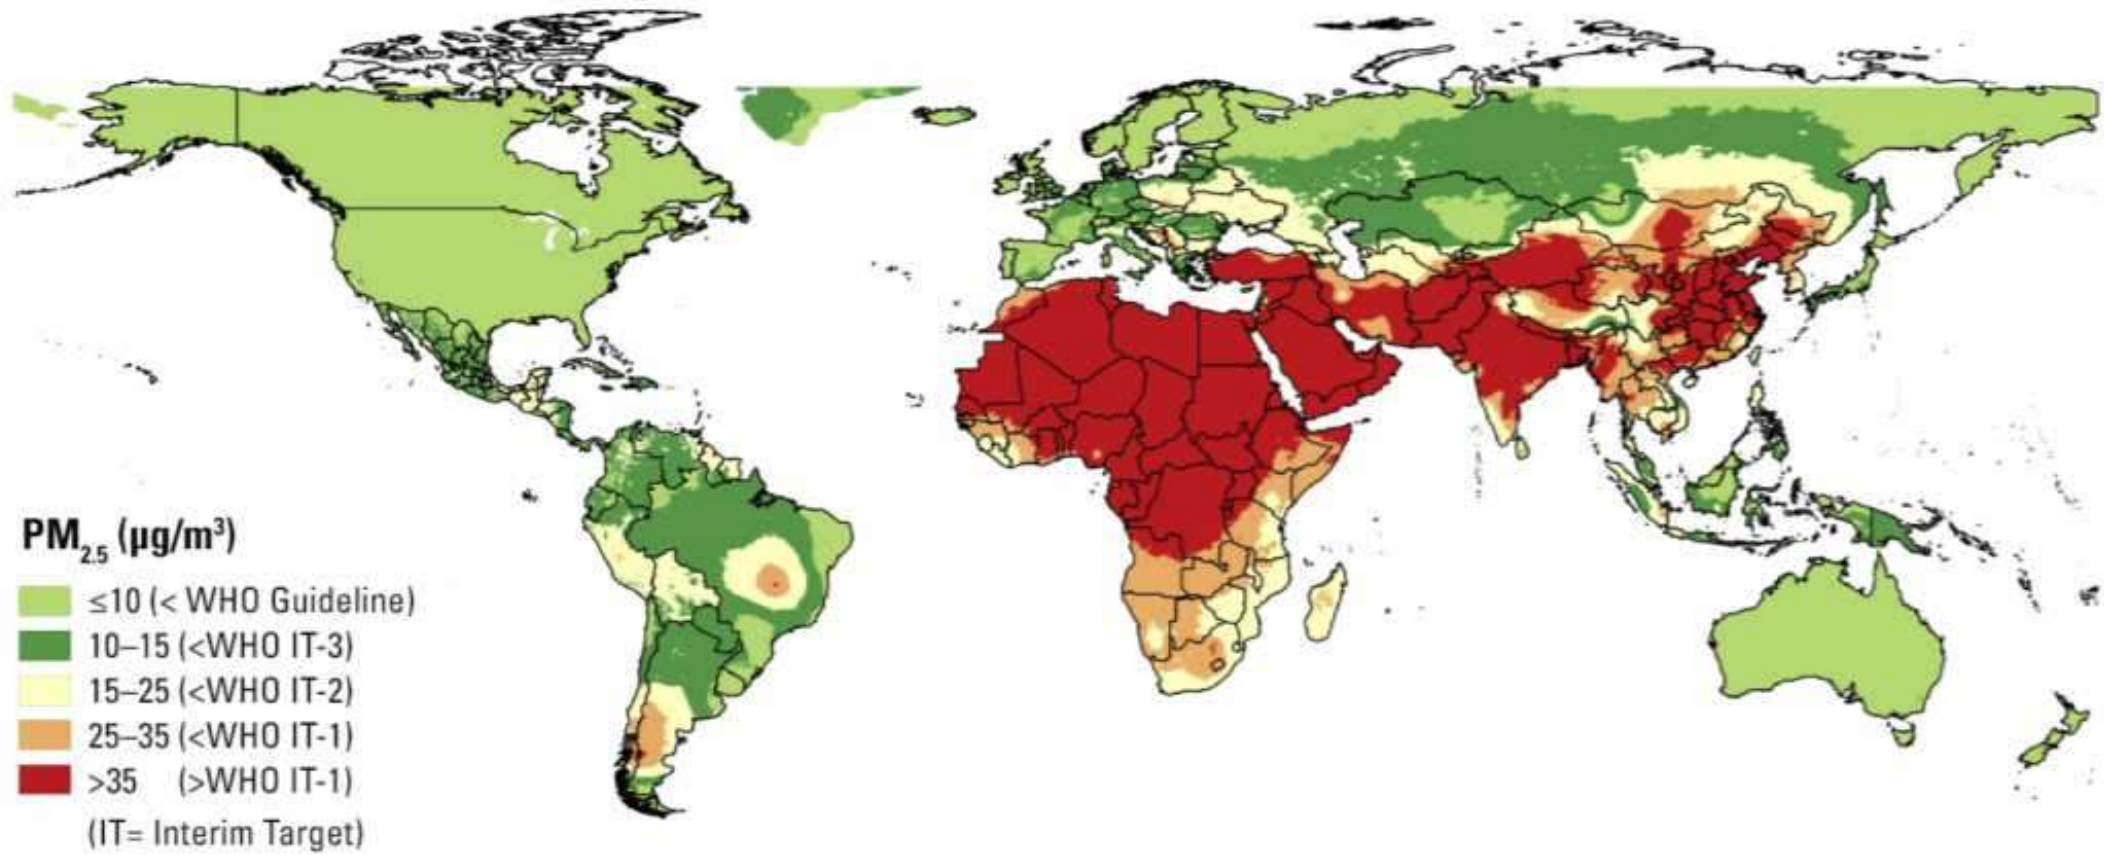 PM2.5 (µg/m³)
≤10 (< WHO Guideline)
10–15 (<WHO IT-3)
15–25 (<WHO IT-2)
25–35 (<WHO IT-1)
>35 (>WHO IT-1)
(IT= Interim Target)